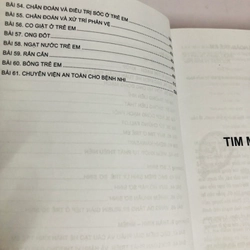 BÀI 54. CHẨN ĐOÁN VÀ ĐIỀU TRỊ SỐC Ở TRẺ EM
BÀI 55. CHẨN ĐOÁN VÀ XỬ TRÍ PHẢN VỆ
BÀI 56. CO GIẬT Ở TRẺ EM
BÀI 57. ONG ĐỐT
BÀI 58. NGẠT NƯỚC TRẺ EM
BÀI 59. RẮN CẮN
BÀI 60. BỎNG TRẺ EM
BÀI 61. CHUYỂN VIỆN AN TOÀN CHO BỆNH NHI
TIM